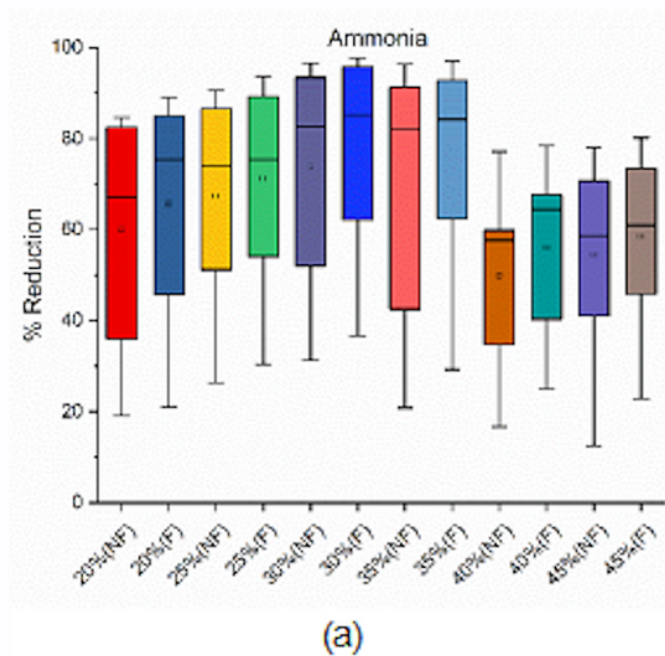 Ammonia
100
80
60
40
20
0
% Reduction
20%(NF)
20%(F)
25%(NF)
25%(F)
30%(NF)
30%(F)
35%(NF)
35%(F)
40%(NF)
40%(F)
45%(NF)
45%(F)
(a)